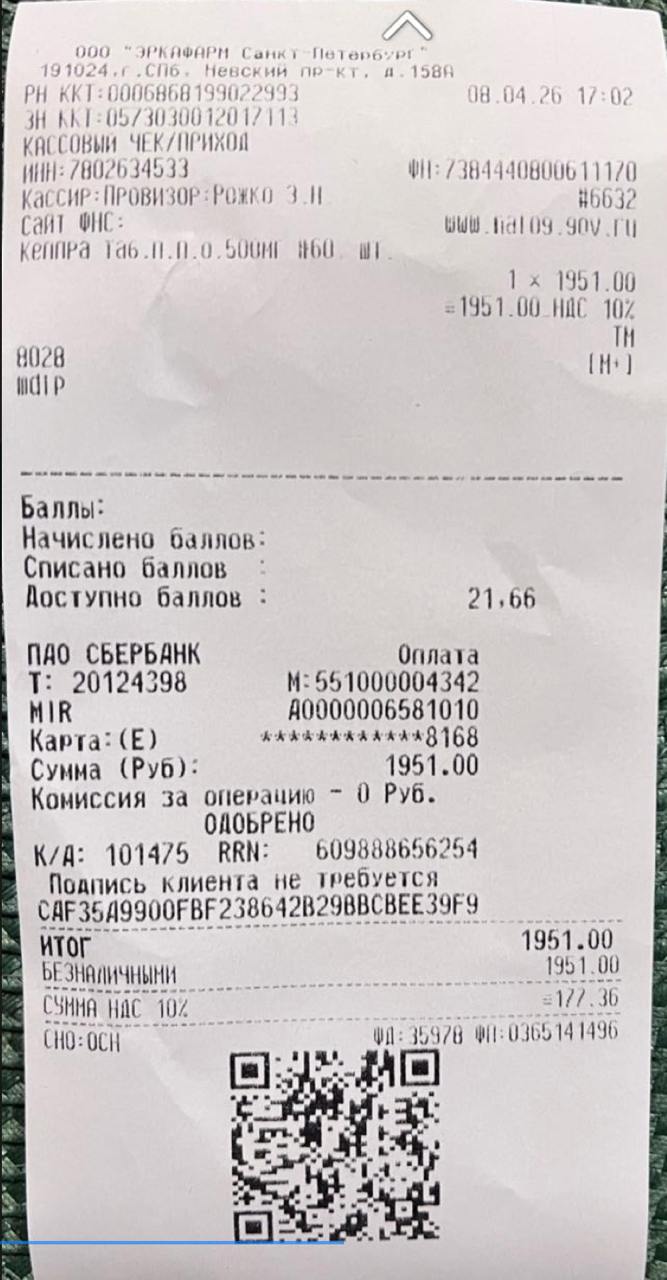 ООО "ЭРКАФАРМ Санкт-Петербург"
191024,г.СПб, Невский пр-кт, д.158А
РН ККТ:0006868199022993 08.04.26 17:02
ЗН ККТ:0573030012017113
КАССОВЫЙ ЧЕК/ПРИХОД
ИНН:7802634533 ФН:7384440800611170
Кассир:ПРОВИЗОР:Рожко З.Н #6632
Сайт ФНС: www.nalog.gov.ru
Кеппра таб.п.п.о.500мг #60 шт.
1 x 1951.00
=1951.00_НДС 10%
ТМ
8028 [M+]
mdlp
Баллы:
Начислено баллов:
Списано баллов :
Доступно баллов : 21,66
ПАО СБЕРБАНК Оплата
Т: 20124398 М:551000004342
MIR A0000006581010
Карта:(E) ************8168
Сумма (Руб): 1951.00
Комиссия за операцию - 0 Руб.
ОДОБРЕНО
К/А: 101475 RRN: 609888656254
Подпись клиента не требуется
CAF35A9900FBF238642B29BBCBEE39F9
ИТОГ 1951.00
БЕЗНАЛИЧНЫМИ 1951.00
СУММА НДС 10% =177.36
СНО:ОСН ФД:35978 ФП:0365141496